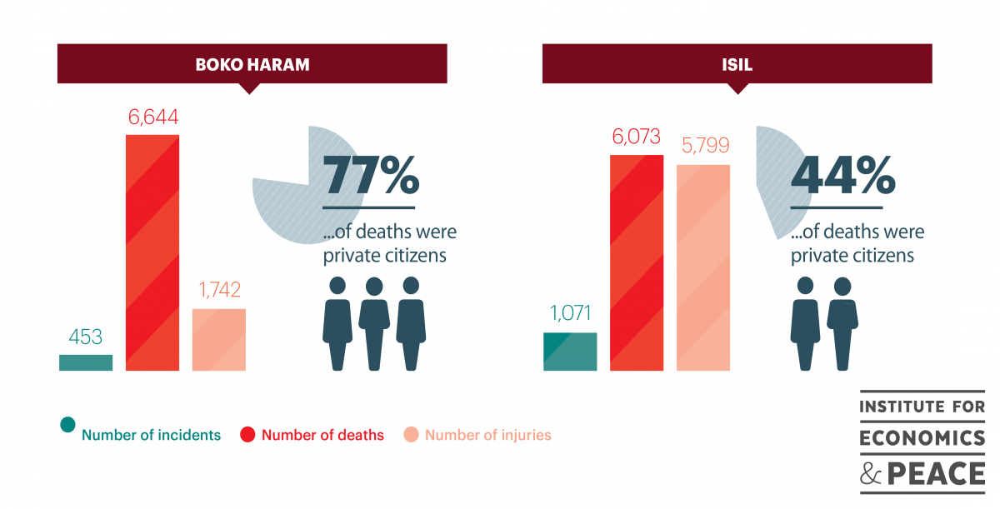 BOKO HARAM
6,644
1,742
453
77%
...of deaths were
private citizens
ISIL
6,073
5,799
1,071
44%
...of deaths were
private citizens
Number of incidents
Number of deaths
Number of injuries
INSTITUTE FOR
ECONOMICS
& PEACE